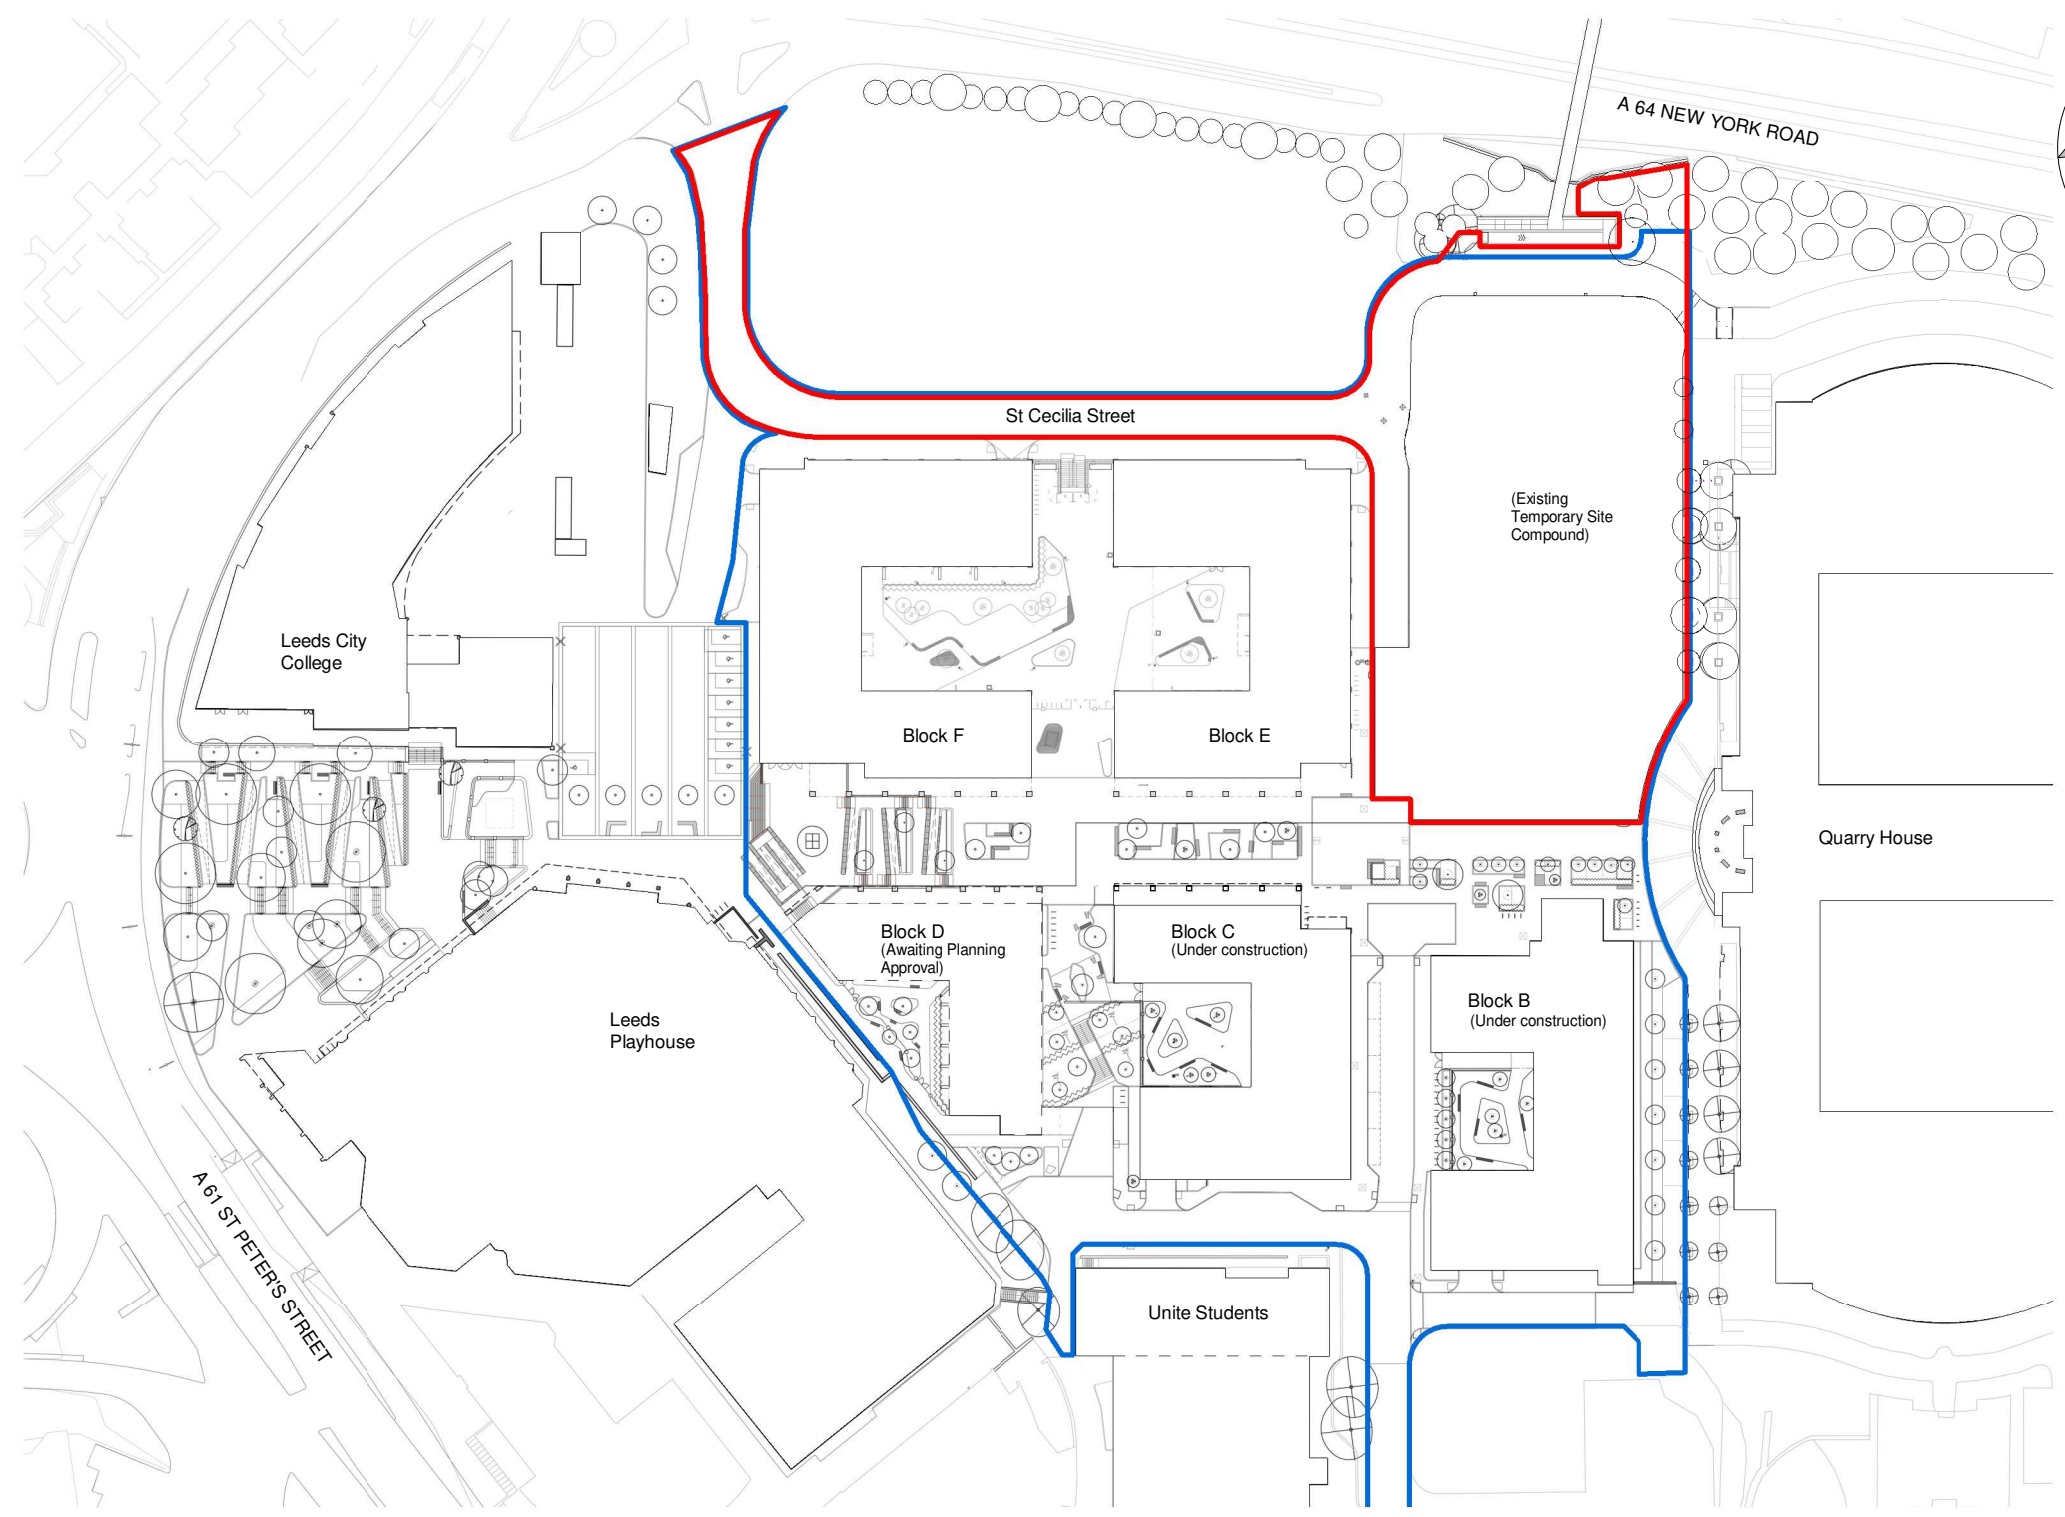 A 64 NEW YORK ROAD
St Cecilia Street
(Existing
Temporary Site
Compound)
Leeds City
College
Block F
Block E
Quarry House
Block D
(Awaiting Planning
Approval)
Block C
(Under construction)
Block B
(Under construction)
Leeds
Playhouse
A 61 ST PETER'S STREET
Unite Students